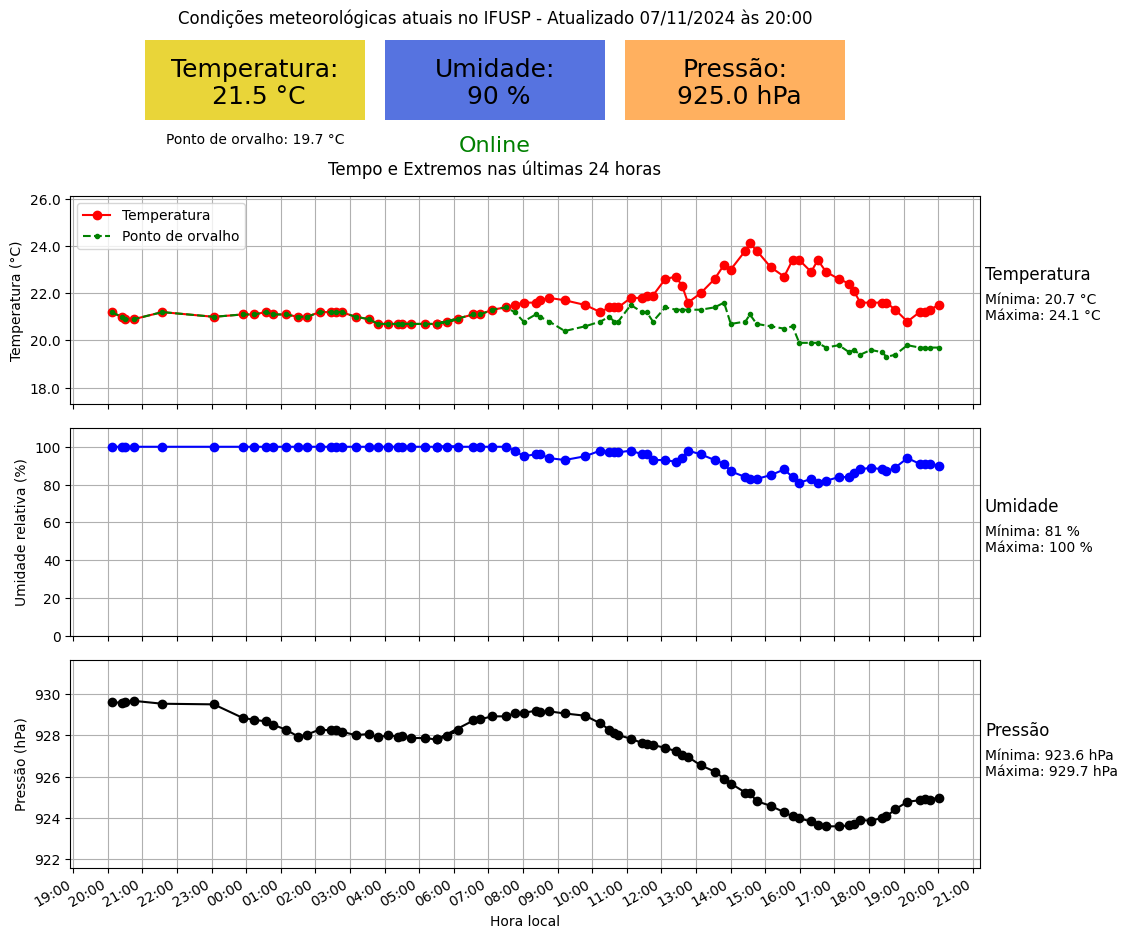 Condições meteorológicas atuais no IFUSP - Atualizado 07/11/2024 às 20:00
Temperatura:
21.5 °C
Umidade:
90 %
Pressão:
925.0 hPa
Ponto de orvalho: 19.7 °C
Online
Tempo e Extremos nas últimas 24 horas
Temperatura (°C)
26.0
24.0
22.0
20.0
18.0
Temperatura
Ponto de orvalho
Temperatura
Mínima: 20.7 °C
Máxima: 24.1 °C
Umidade relativa (%)
100
80
60
40
20
0
Umidade
Mínima: 81 %
Máxima: 100 %
Pressão (hPa)
930
928
926
924
922
Pressão
Mínima: 923.6 hPa
Máxima: 929.7 hPa
19:00 20:00 21:00 22:00 23:00 00:00 01:00 02:00 03:00 04:00 05:00 06:00 07:00 08:00 09:00 10:00 11:00 12:00 13:00 14:00 15:00 16:00 17:00 18:00 19:00 20:00 21:00
Hora local